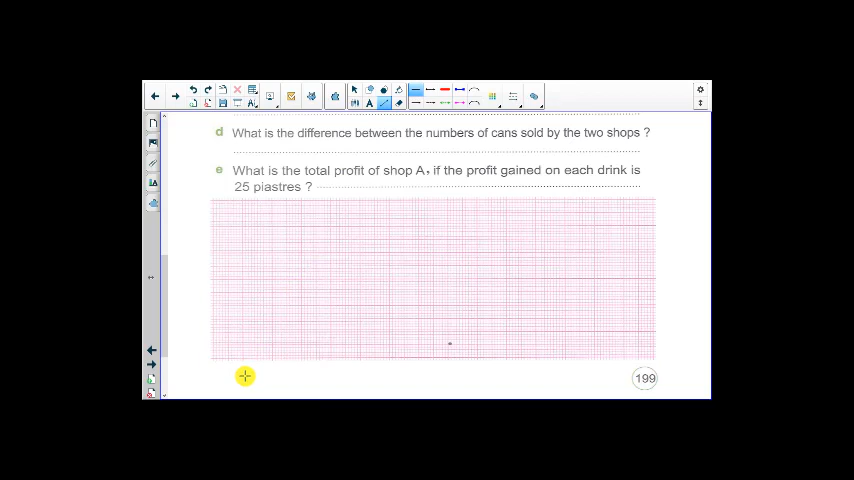 d What is the difference between the numbers of cans sold by the two shops ?
e What is the total profit of shop A, if the profit gained on each drink is
25 piastres ?
199